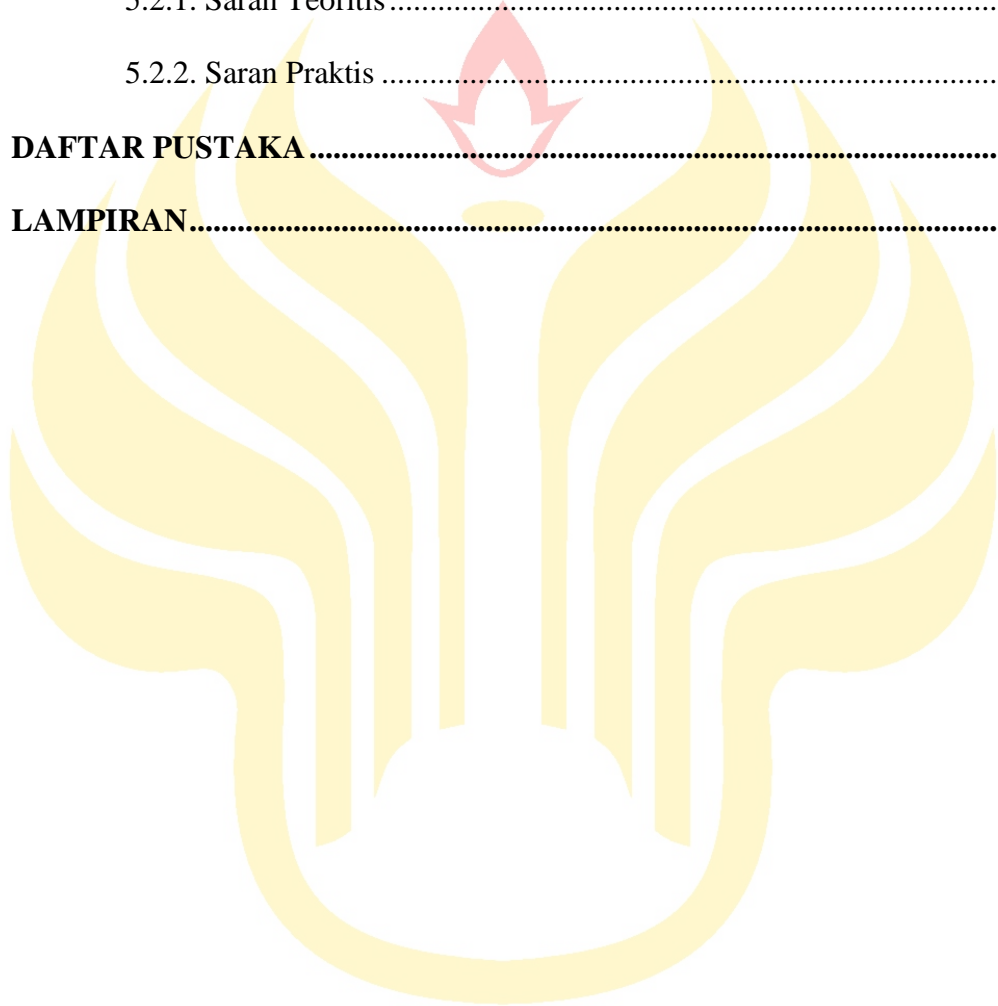 5.2.1. Saran Teoritis................................................................................
5.2.2. Saran Praktis ................................................................................
DAFTAR PUSTAKA ................................................................................
LAMPIRAN................................................................................